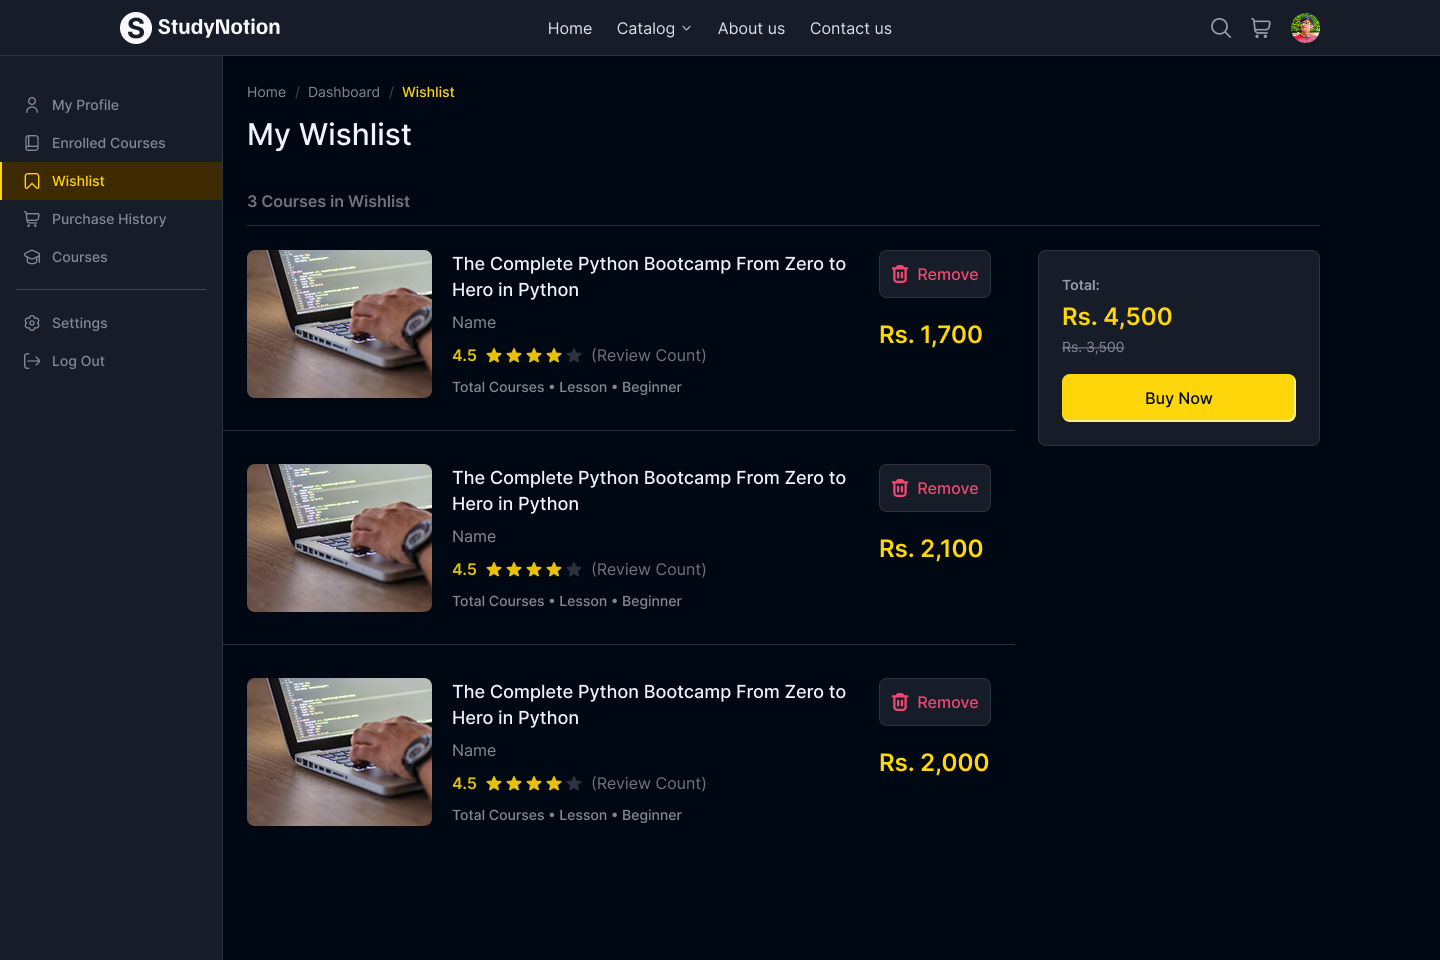 StudyNotion
Home Catalog About us Contact us
My Profile
Enrolled Courses
Wishlist
Purchase History
Courses
Settings
Log Out
Home / Dashboard / Wishlist
My Wishlist
3 Courses in Wishlist
The Complete Python Bootcamp From Zero to
Hero in Python
Name
4.5 (Review Count)
Total Courses • Lesson • Beginner
Remove
Rs. 1,700
The Complete Python Bootcamp From Zero to
Hero in Python
Name
4.5 (Review Count)
Total Courses • Lesson • Beginner
Remove
Rs. 2,100
The Complete Python Bootcamp From Zero to
Hero in Python
Name
4.5 (Review Count)
Total Courses • Lesson • Beginner
Remove
Rs. 2,000
Total:
Rs. 4,500
Rs. 3,500
Buy Now